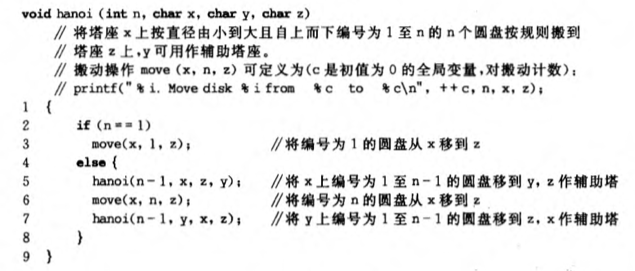 void hanoi (int n, char x, char y, char z)
// 将塔座 x 上按直径由小到大且自上而下编号为 1 至 n 的 n 个圆盘按规则搬到
// 塔座 z 上,y 可用作辅助塔座。
// 搬动操作 move (x, n, z) 可定义为(c 是初值为 0 的全局变量,对搬动计数):
// printf(" % i. Move disk % i from % c to % c\n", ++c, n, x, z);
1 {
2 if (n==1)
3 move(x, 1, z); //将编号为 1 的圆盘从 x 移到 z
4 else {
5 hanoi(n-1, x, z, y); //将 x 上编号为 1 至 n-1 的圆盘移到 y, z 作辅助塔
6 move(x, n, z); //将编号为 n 的圆盘从 x 移到 z
7 hanoi(n-1, y, x, z); //将 y 上编号为 1 至 n-1 的圆盘移到 z, x 作辅助塔
8 }
9 }